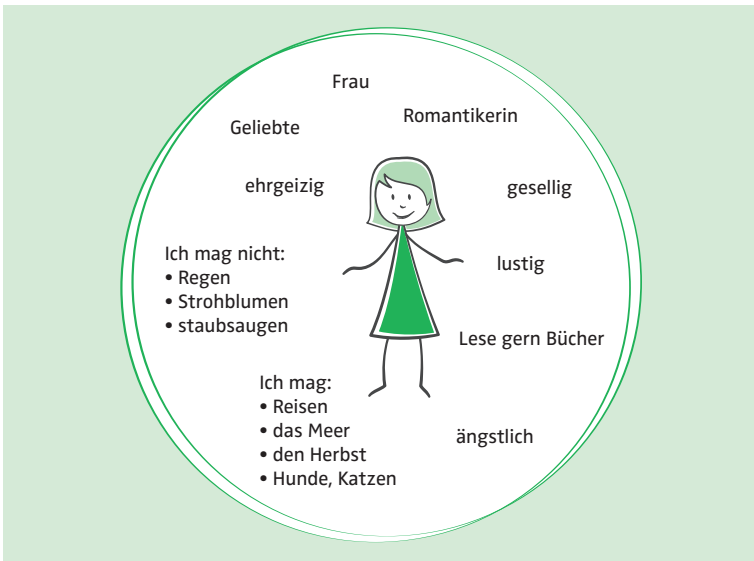 Frau
Romantikerin
Geliebte
ehrgeizig
gesellig
Ich mag nicht:
• Regen
• Strohblumen
• staubsaugen
lustig
Lese gern Bücher
Ich mag:
• Reisen
• das Meer
• den Herbst
• Hunde, Katzen
ängstlich